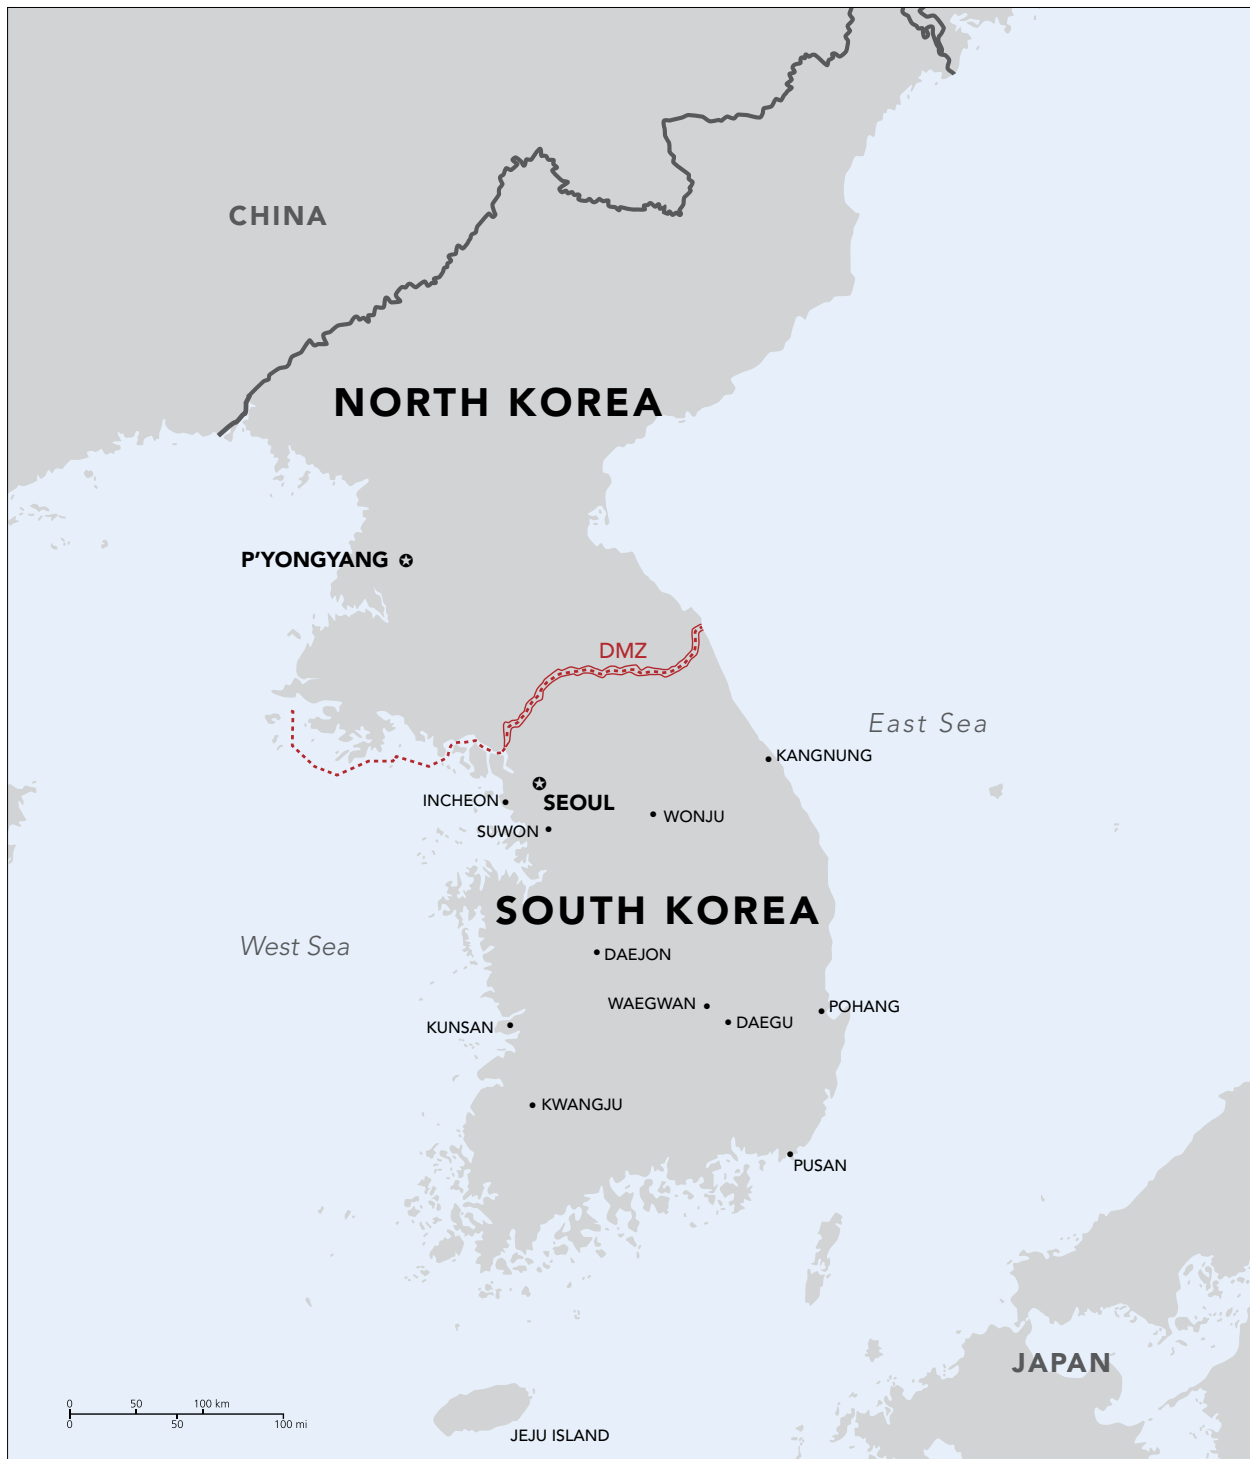 CHINA
NORTH KOREA
P'YONGYANG
DMZ
East Sea
KANGNUNG
INCHEON
SEOUL
WONJU
SUWON
SOUTH KOREA
West Sea
DAEJON
WAEGWAN
POHANG
DAEGU
KUNSAN
KWANGJU
PUSAN
JAPAN
0 50 100 km
0 50 100 mi
JEJU ISLAND